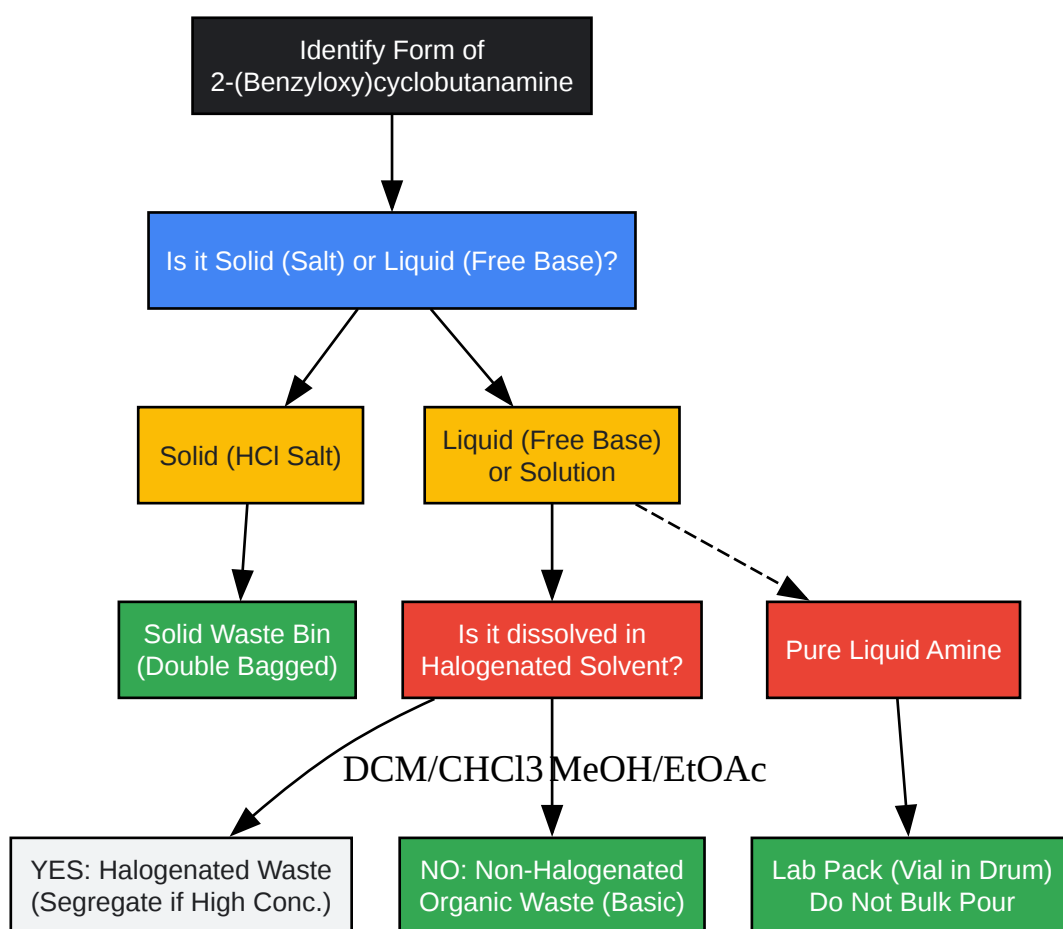 Identify Form of
2-(Benzyloxy)cyclobutanamine
Is it Solid (Salt) or Liquid (Free Base)?
Solid (HCl Salt)
Liquid (Free Base)
or Solution
Solid Waste Bin
(Double Bagged)
Is it dissolved in
Halogenated Solvent?
Pure Liquid Amine
DCM/CHCl3
MeOH/EtOAc
YES: Halogenated Waste
(Segregate if High Conc.)
NO: Non-Halogenated
Organic Waste (Basic)
Lab Pack (Vial in Drum)
Do Not Bulk Pour